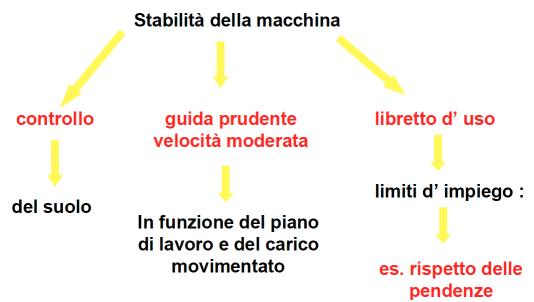 Stabilità della macchina
controllo
del suolo
guida prudente
velocità moderata
In funzione del piano
di lavoro e del carico
movimentato
libretto d’ uso
limiti d’ impiego :
es. rispetto delle
pendenze